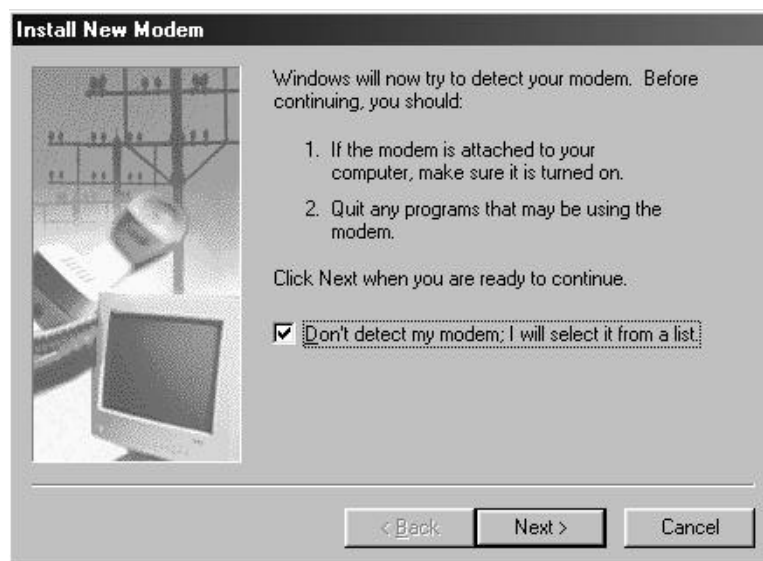 Install New Modem
Windows will now try to detect your modem. Before
continuing, you should:
1. If the modem is attached to your
computer, make sure it is turned on.
2. Quit any programs that may be using the
modem.
Click Next when you are ready to continue.
Don't detect my modem; I will select it from a list.
< Back
Next >
Cancel